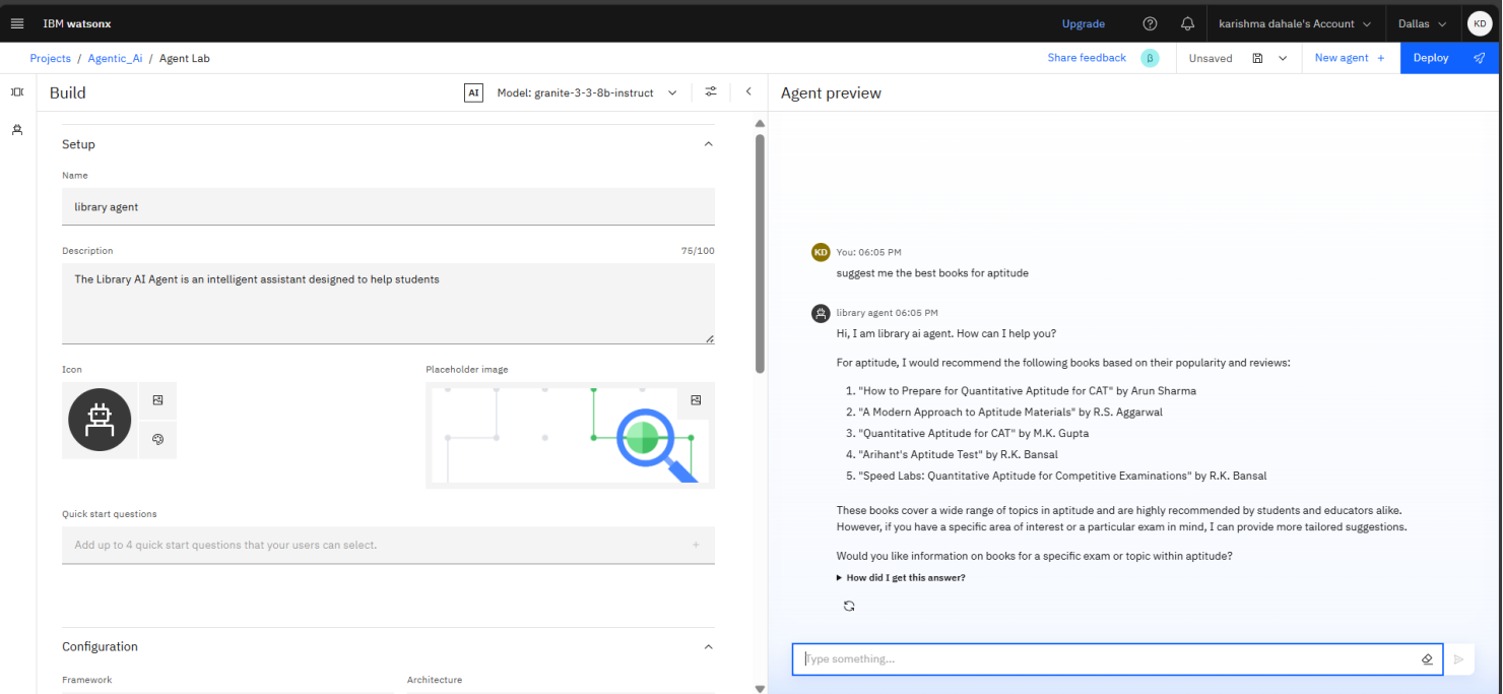 IBM watsonx
Upgrade
karishma dahale's Account
Dallas
KD
Projects / Agentic_Ai / Agent Lab
Share feedback
β
Unsaved
New agent +
Deploy
Build
AI
Model: granite-3-3-8b-instruct
Agent preview
Setup
Name
library agent
Description
75/100
The Library AI Agent is an intelligent assistant designed to help students
Icon
Placeholder image
Quick start questions
Add up to 4 quick start questions that your users can select.
+
Configuration
Framework
Architecture
KD
You: 06:05 PM
suggest me the best books for aptitude
library agent 06:05 PM
Hi, I am library ai agent. How can I help you?
For aptitude, I would recommend the following books based on their popularity and reviews:
1. "How to Prepare for Quantitative Aptitude for CAT" by Arun Sharma
2. "A Modern Approach to Aptitude Materials" by R.S. Aggarwal
3. "Quantitative Aptitude for CAT" by M.K. Gupta
4. "Arihant's Aptitude Test" by R.K. Bansal
5. "Speed Labs: Quantitative Aptitude for Competitive Examinations" by R.K. Bansal
These books cover a wide range of topics in aptitude and are highly recommended by students and educators alike.
However, if you have a specific area of interest or a particular exam in mind, I can provide more tailored suggestions.
Would you like information on books for a specific exam or topic within aptitude?
How did I get this answer?
Type something...